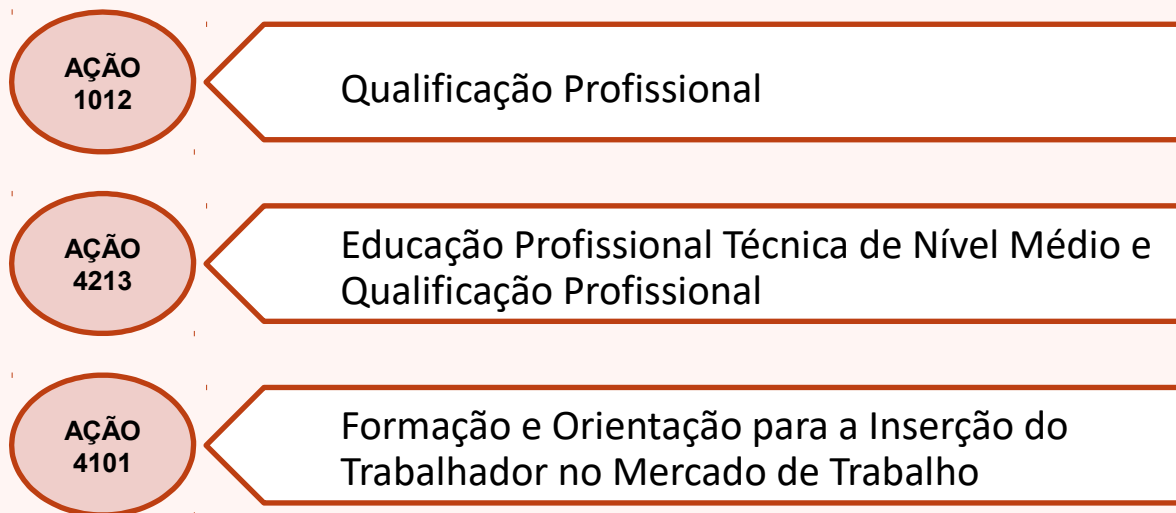 AÇÃO
1012
Qualificação Profissional
AÇÃO
4213
Educação Profissional Técnica de Nível Médio e
Qualificação Profissional
AÇÃO
4101
Formação e Orientação para a Inserção do
Trabalhador no Mercado de Trabalho